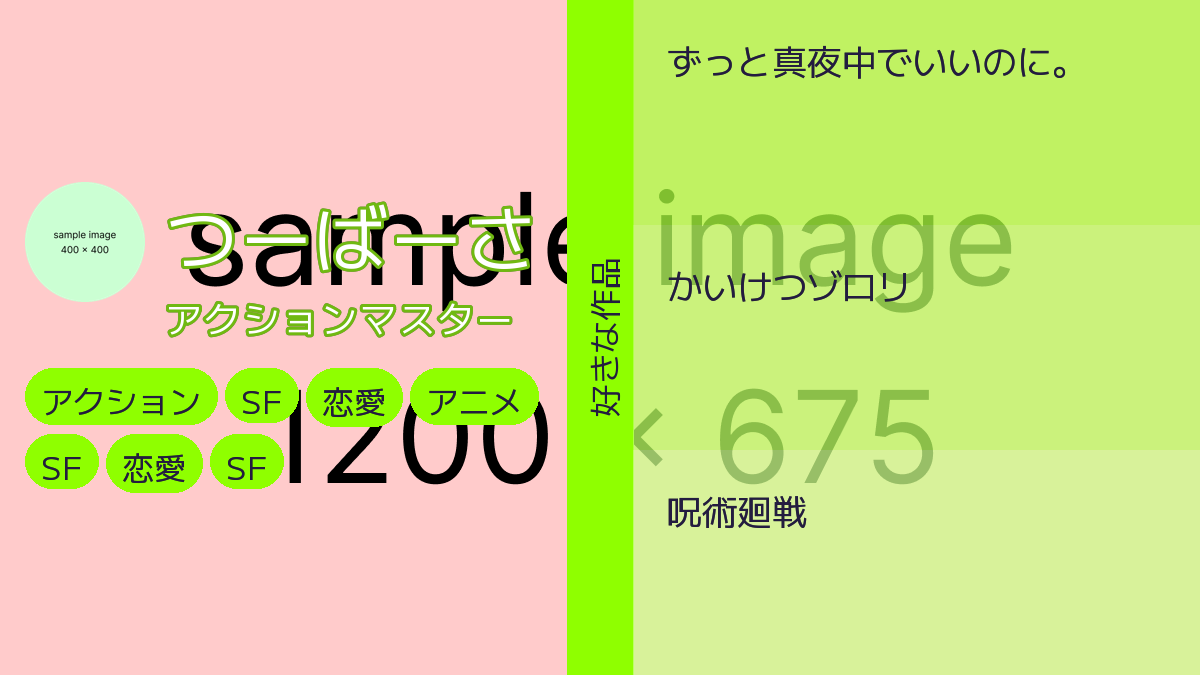 sample image
400 × 400
つーばーさ
アクションマスター
アクション SF 恋愛 アニメ
SF 恋愛 SF
sample image
1200 × 675
好きな作品
ずっと真夜中でいいのに。
かいけつゾロリ
呪術廻戦